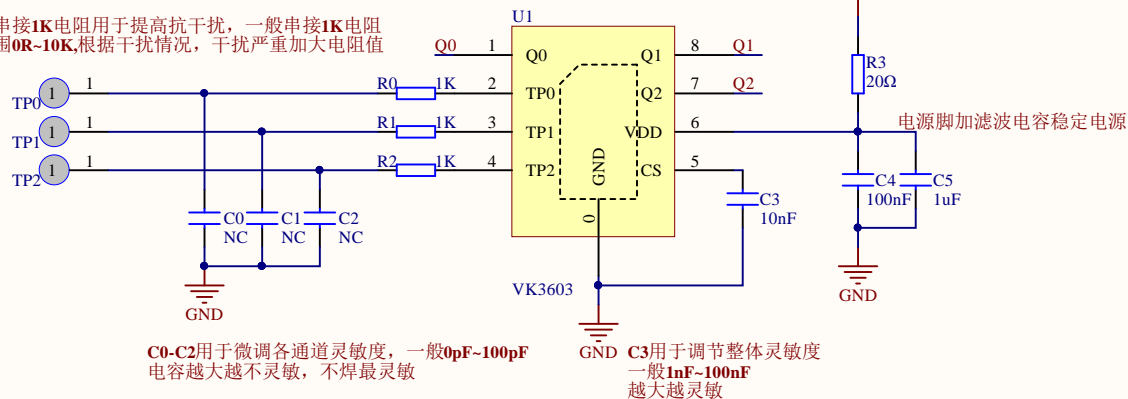 串接1K电阻用于提高抗干扰，一般串接1K电阻
围0R~10K,根据干扰情况，干扰严重加大电阻值
U1
Q0 1 Q0 Q1 8 Q1
TP0 1 1 R0 1K 2 TP0 Q2 7 Q2
TP1 1 1 R1 1K 3 TP1 VDD 6
TP2 1 1 R2 1K 4 TP2 CS 5
GND
0
R3
20Ω
电源脚加滤波电容稳定电源
C0
NC
C1
NC
C2
NC
C3
10nF
C4
100nF
C5
1uF
VK3603
GND
GND
GND
C0-C2用于微调各通道灵敏度，一般0pF~100pF
电容越大越不灵敏，不焊最灵敏
C3用于调节整体灵敏度
一般1nF~100nF
越大越灵敏